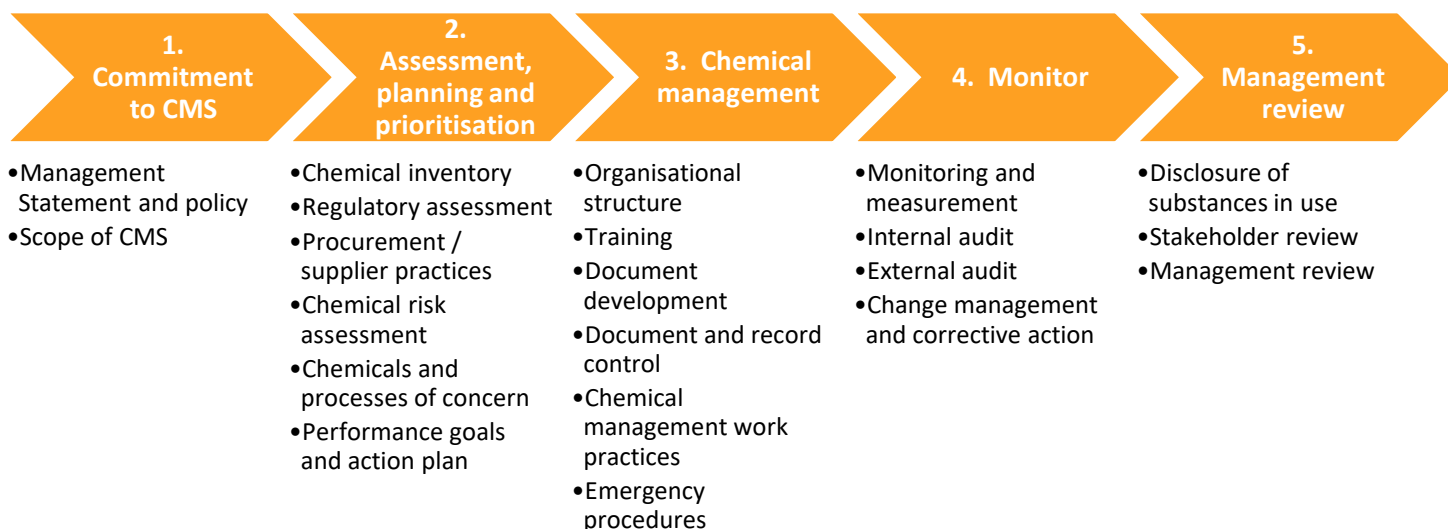 1.
Commitment
to CMS
2.
Assessment,
planning and
prioritisation
3. Chemical
management
4. Monitor
5.
Management
review
•Management
Statement and policy
•Scope of CMS
•Chemical inventory
•Regulatory assessment
•Procurement /
supplier practices
•Chemical risk
assessment
•Chemicals and
processes of concern
•Performance goals
and action plan
•Organisational
structure
•Training
•Document
development
•Document and record
control
•Chemical
management work
practices
•Emergency
procedures
•Monitoring and
measurement
•Internal audit
•External audit
•Change management
and corrective action
•Disclosure of
substances in use
•Stakeholder review
•Management review